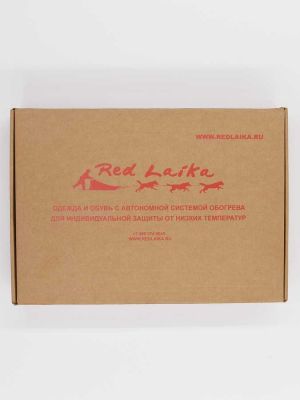 WWW.REDLAIKA.RU
Red Laika
ОДЕЖДА И ОБУВЬ С АВТОНОМНОЙ СИСТЕМОЙ ОБОГРЕВА
ДЛЯ ИНДИВИДУАЛЬНОЙ ЗАЩИТЫ ОТ НИЗКИХ ТЕМПЕРАТУР
WWW.REDLAIKA.RU